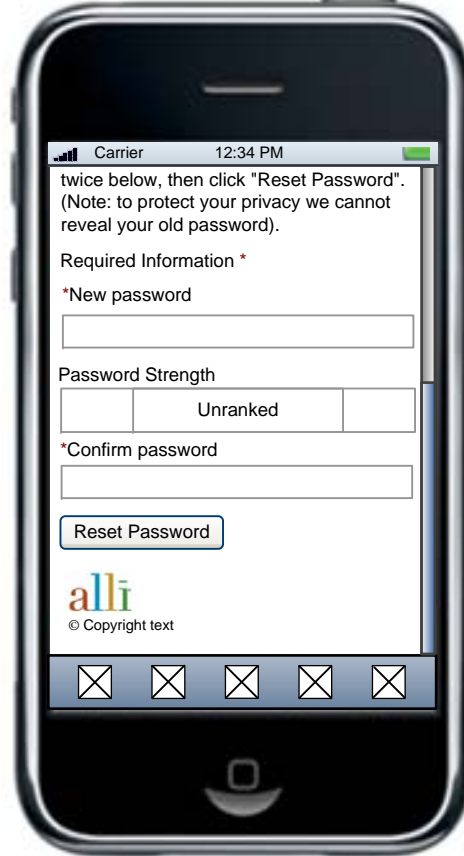 Carrier 12:34 PM
twice below, then click "Reset Password".
(Note: to protect your privacy we cannot
reveal your old password).
Required Information *
*New password
Password Strength
Unranked
*Confirm password
Reset Password
allī
© Copyright text